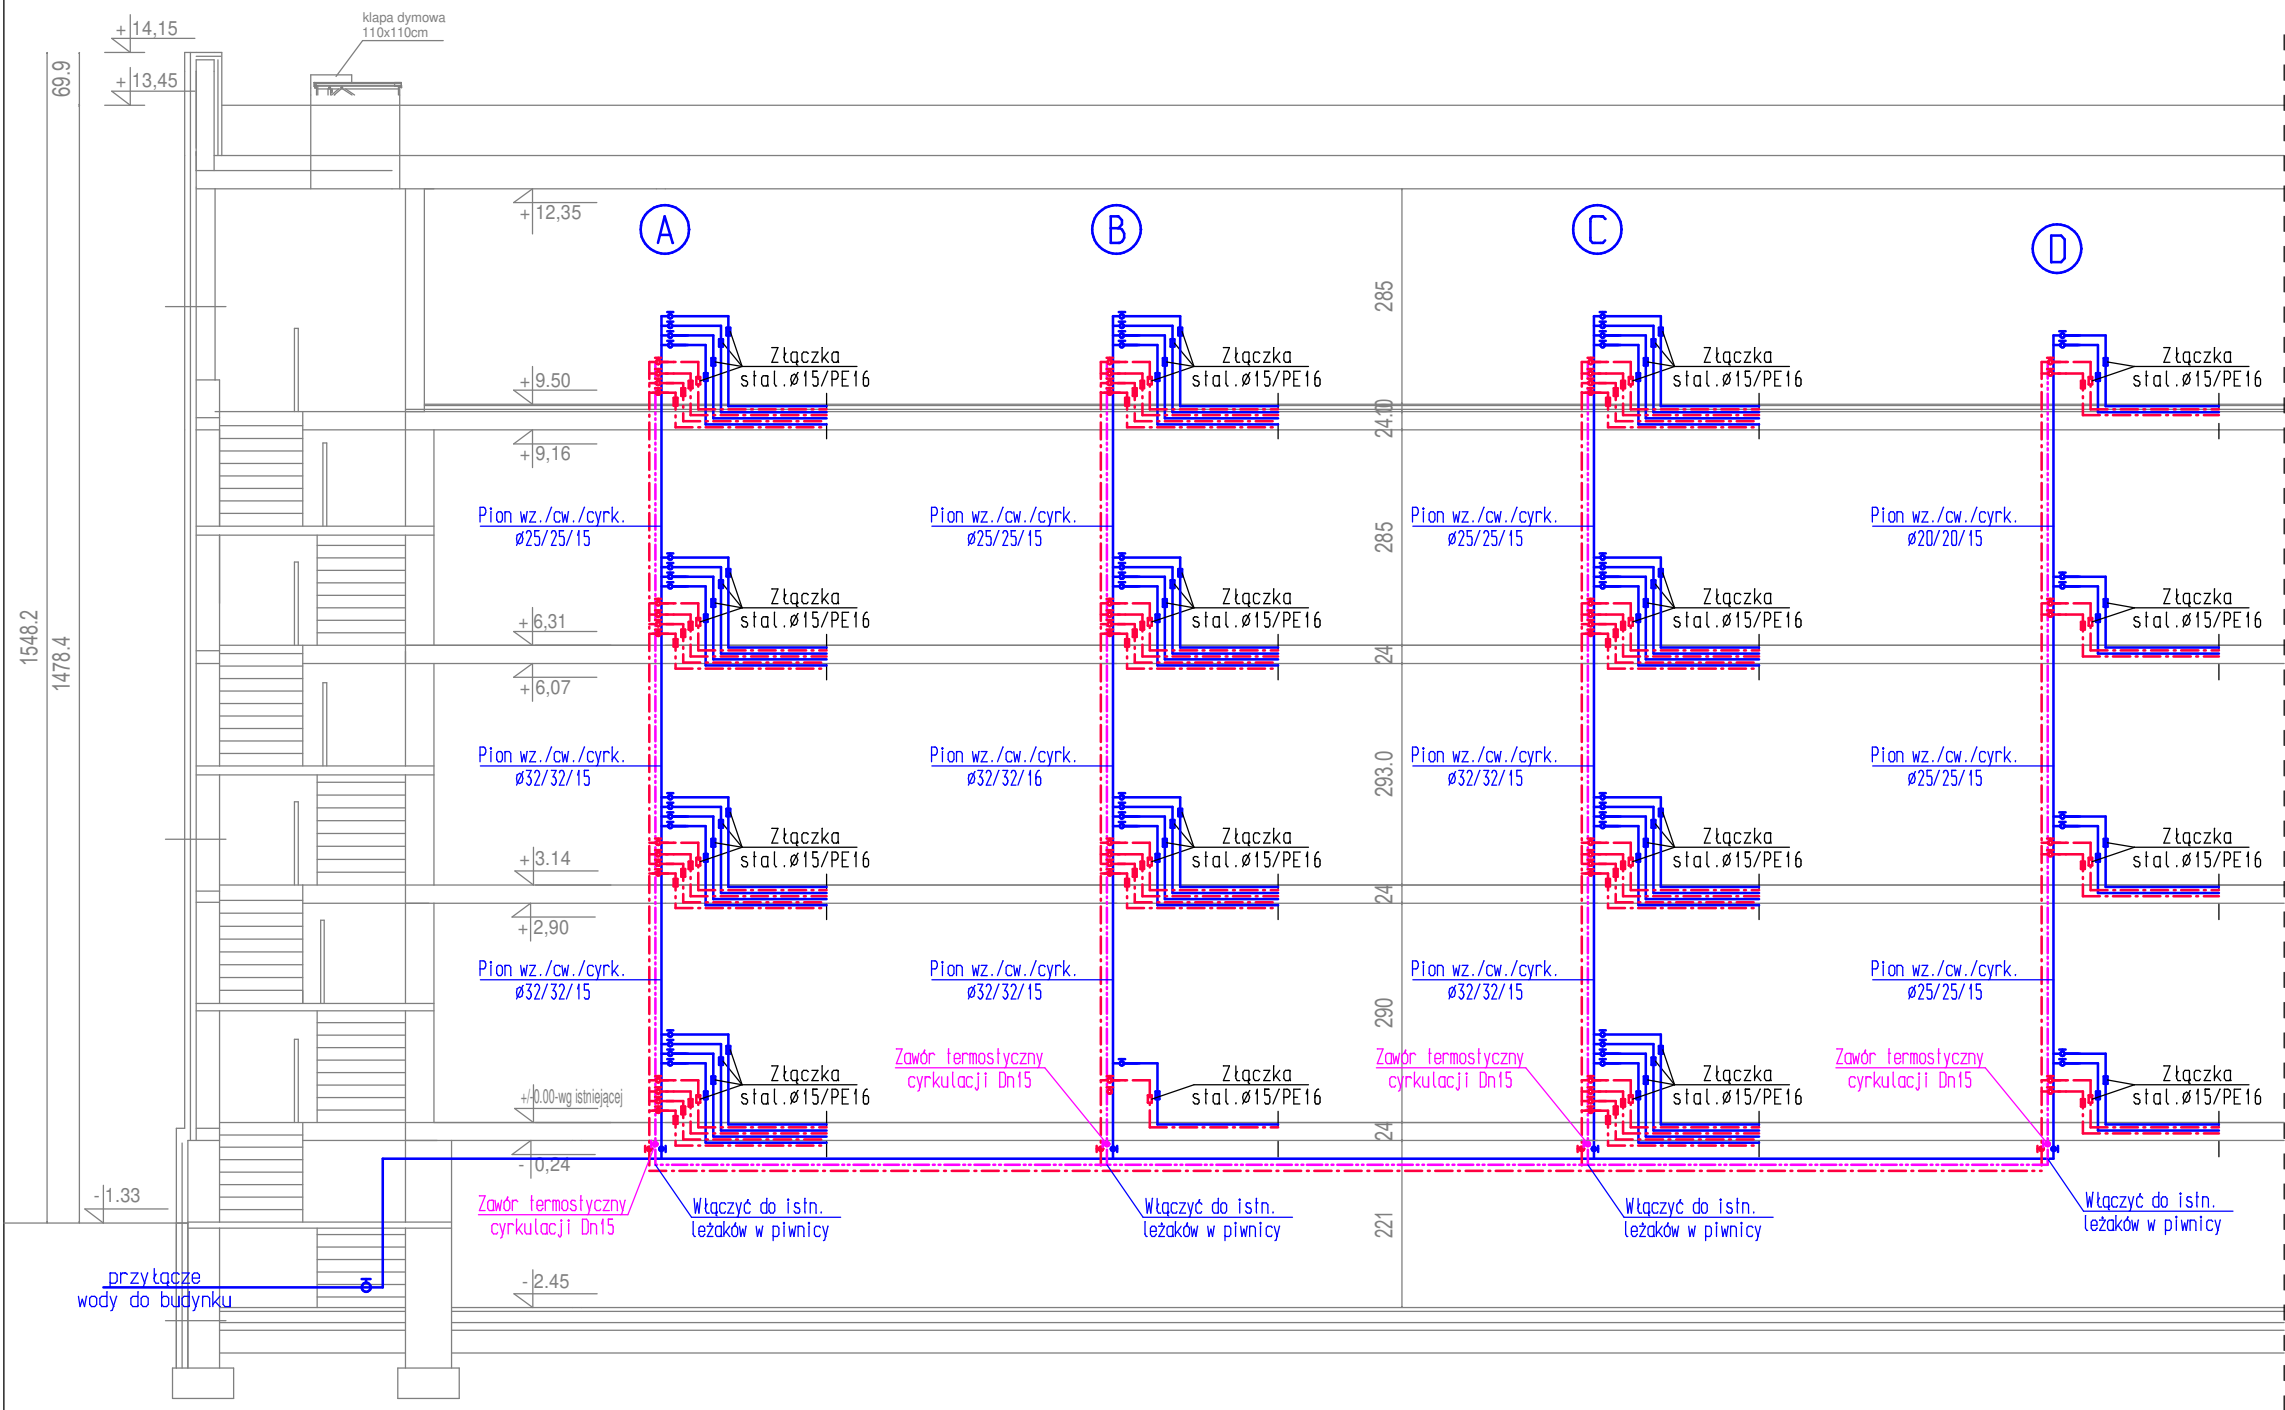 klapa dymowa
110x110cm
+14,15
+13,45
69.9
+12,35
A
B
C
D
285
Złączka
stal.ø15/PE16
Złączka
stal.ø15/PE16
Złączka
stal.ø15/PE16
Złączka
stal.ø15/PE16
+9.50
24.10
+9,16
Pion wz./cw./cyrk.
ø25/25/15
Pion wz./cw./cyrk.
ø25/25/15
Pion wz./cw./cyrk.
ø25/25/15
Pion wz./cw./cyrk.
ø20/20/15
285
Złączka
stal.ø15/PE16
Złączka
stal.ø15/PE16
Złączka
stal.ø15/PE16
Złączka
stal.ø15/PE16
+6,31
24
+6,07
1548.2
1478.4
Pion wz./cw./cyrk.
ø32/32/15
Pion wz./cw./cyrk.
ø32/32/16
Pion wz./cw./cyrk.
ø32/32/15
Pion wz./cw./cyrk.
ø25/25/15
293.0
Złączka
stal.ø15/PE16
Złączka
stal.ø15/PE16
Złączka
stal.ø15/PE16
Złączka
stal.ø15/PE16
+3.14
24
+2,90
Pion wz./cw./cyrk.
ø32/32/15
Pion wz./cw./cyrk.
ø32/32/15
Pion wz./cw./cyrk.
ø32/32/15
Pion wz./cw./cyrk.
ø25/25/15
290
Zawór termostyczny
cyrkulacji Dn15
Zawór termostyczny
cyrkulacji Dn15
Zawór termostyczny
cyrkulacji Dn15
Złączka
stal.ø15/PE16
Złączka
stal.ø15/PE16
Złączka
stal.ø15/PE16
Złączka
stal.ø15/PE16
+/-0.00-wg istniejącej
24
-0,24
-1.33
Zawór termostyczny
cyrkulacji Dn15
Włączyć do istn.
leżaków w piwnicy
Włączyć do istn.
leżaków w piwnicy
Włączyć do istn.
leżaków w piwnicy
Włączyć do istn.
leżaków w piwnicy
221
przyłącze
wody do budynku
-2.45